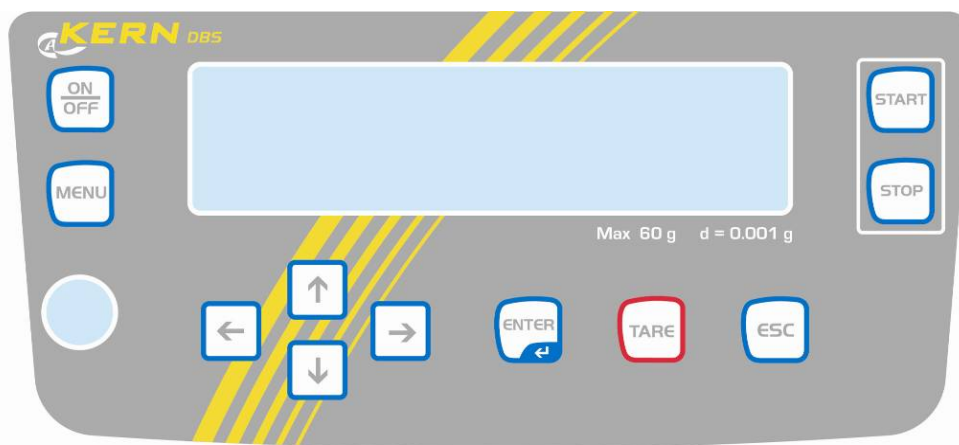 KERN DBS
ON
OFF
START
MENU
STOP
Max 60 g d = 0.001 g
ENTER
TARE
ESC